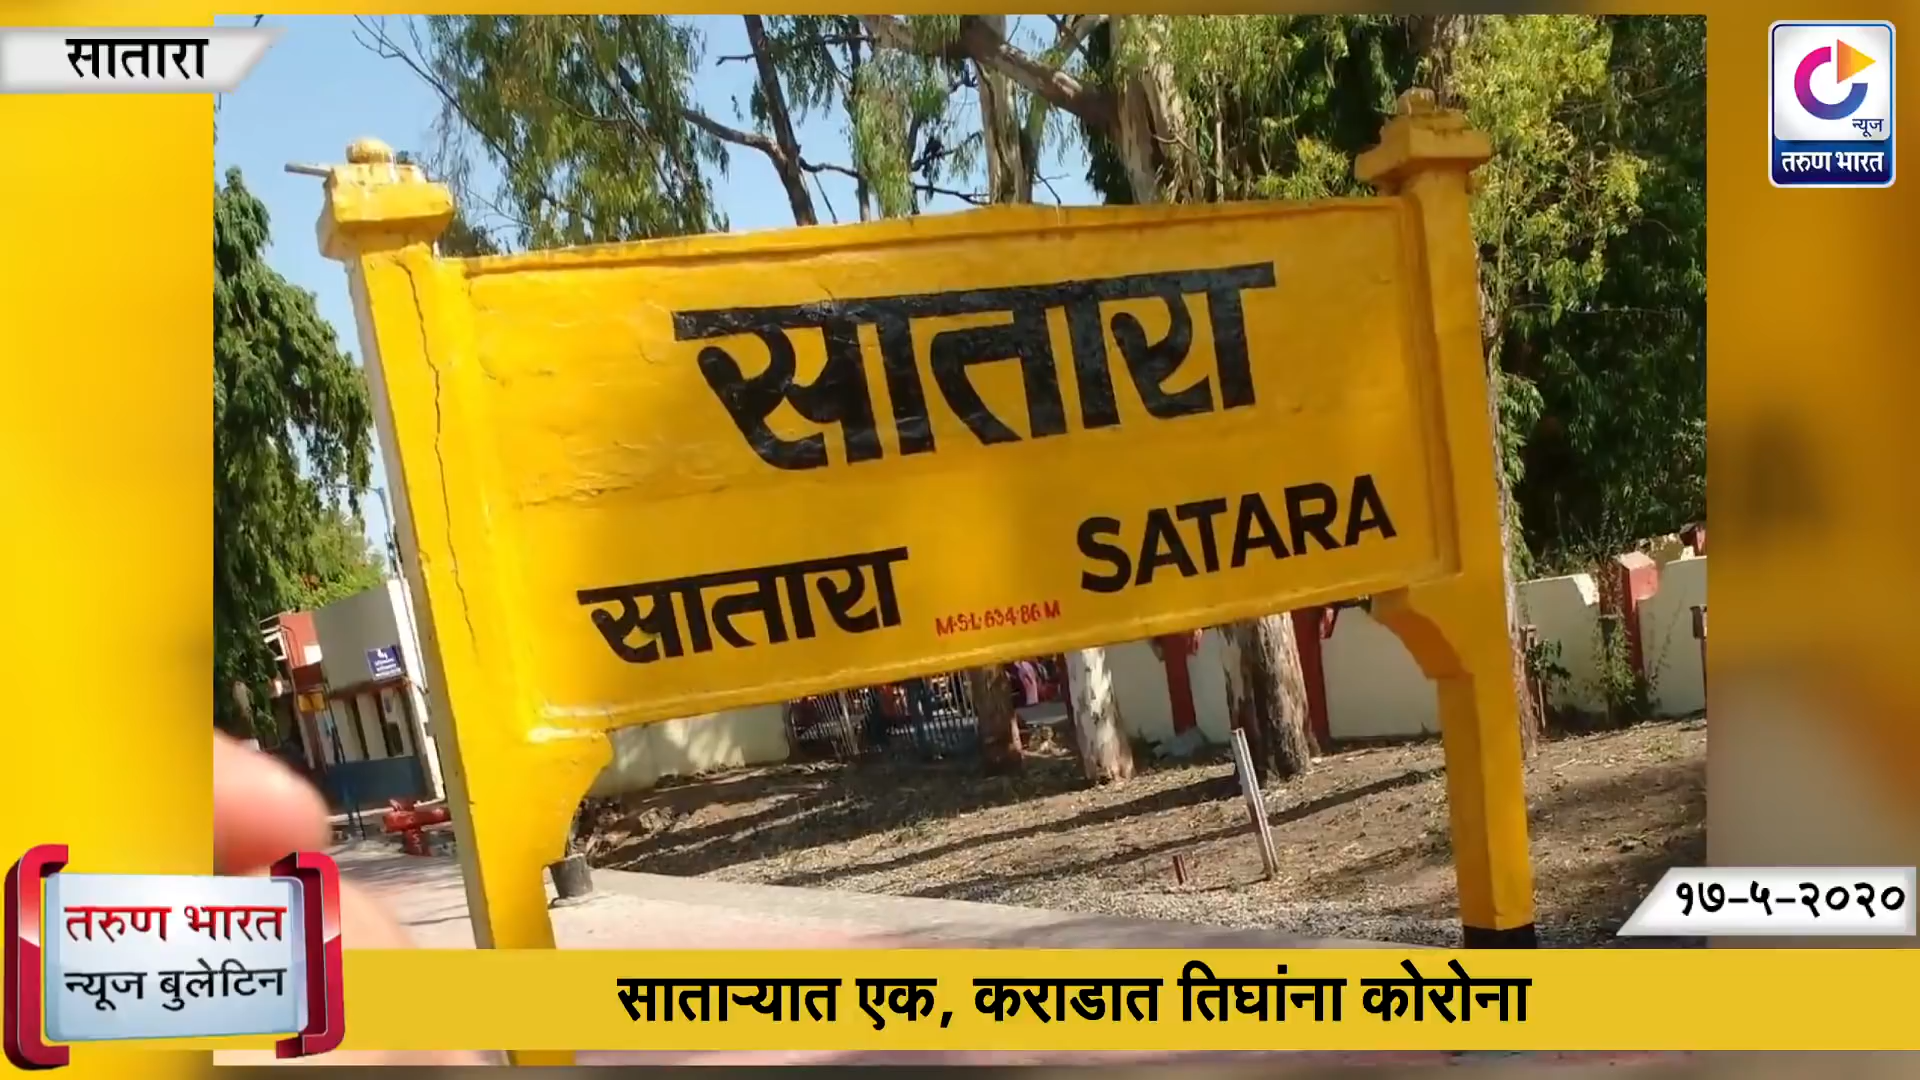 सातारा
न्यूज
तरुण भारत
सातारा
सातारा
SATARA
M·S·L·634·86 M
१७-५-२०२०
तरुण भारत
न्यूज बुलेटिन
साताऱ्यात एक, कराडात तिघांना कोरोना